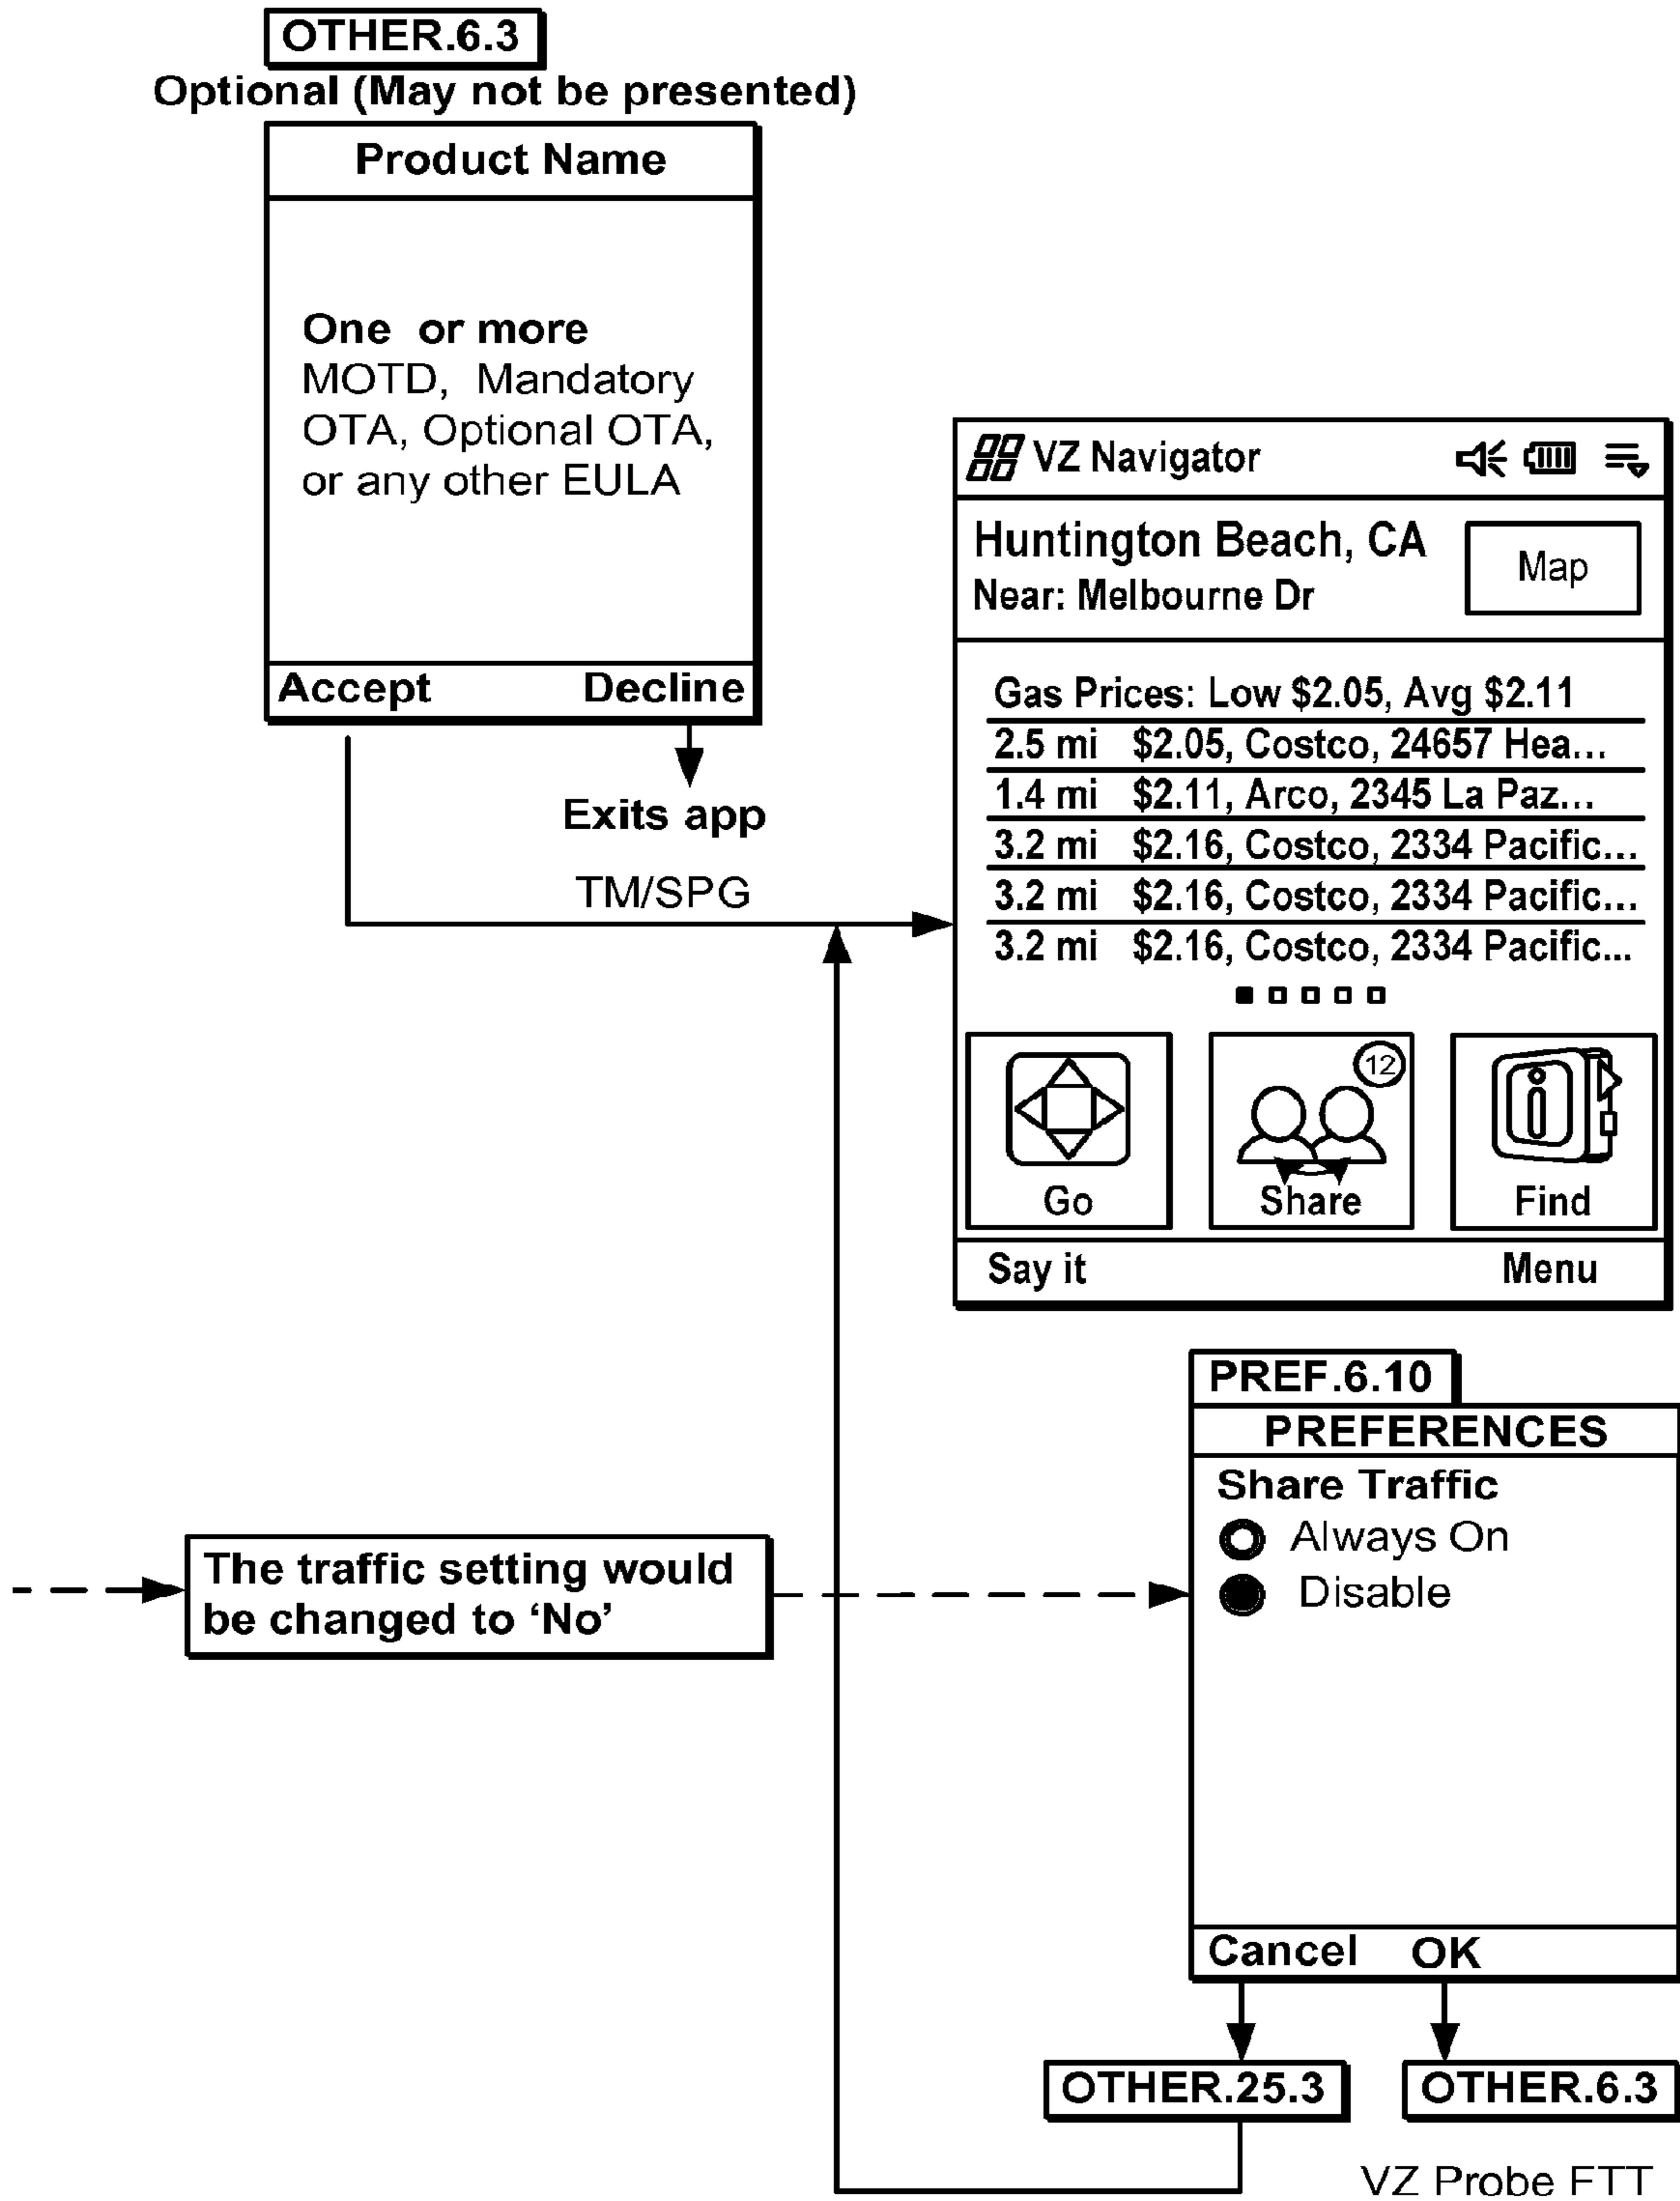 OTHER.6.3
Optional (May not be presented)
Product Name
One or more
MOTD, Mandatory
OTA, Optional OTA,
or any other EULA
Accept Decline
Exits app
TM/SPG
VZ Navigator
Huntington Beach, CA
Near: Melbourne Dr
Map
Gas Prices: Low $2.05, Avg $2.11
2.5 mi $2.05, Costco, 24657 Hea...
1.4 mi $2.11, Arco, 2345 La Paz...
3.2 mi $2.16, Costco, 2334 Pacific...
3.2 mi $2.16, Costco, 2334 Pacific...
3.2 mi $2.16, Costco, 2334 Pacific...
12
Go Share Find
Say it Menu
PREF.6.10
PREFERENCES
Share Traffic
Always On
Disable
The traffic setting would
be changed to ‘No’
Cancel OK
OTHER.25.3 OTHER.6.3
VZ Probe FTT